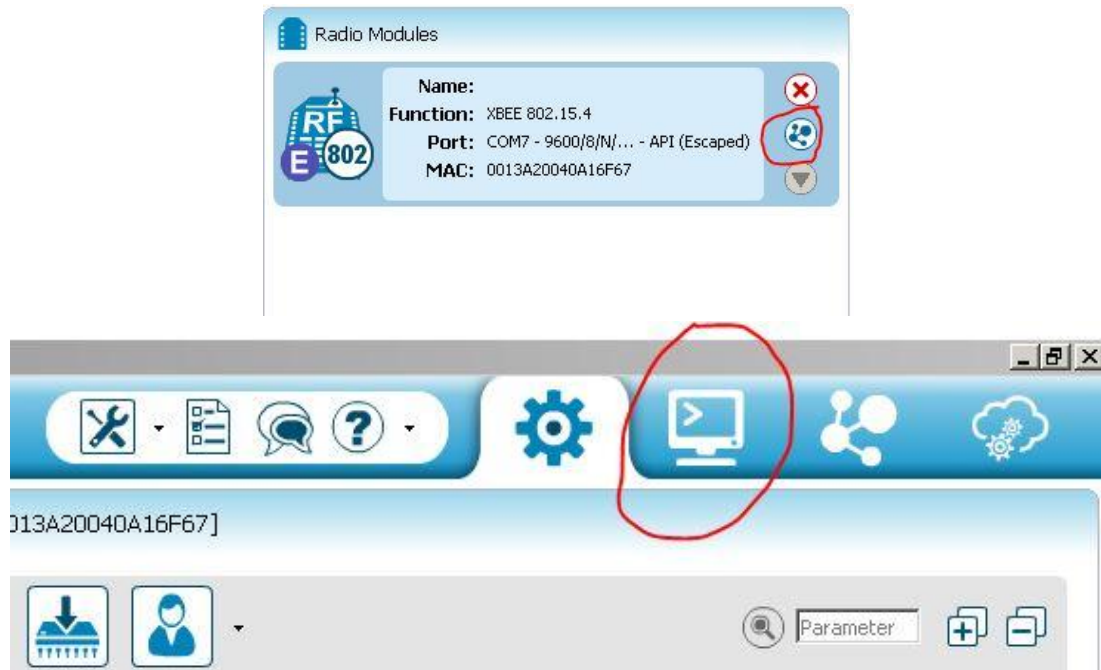 Radio Modules
Name:
Function: XBEE 802.15.4
Port: COM7 - 9600/8/N/... - API (Escaped)
MAC: 0013A20040A16F67
RF
E 802
?
013A20040A16F67]
Parameter